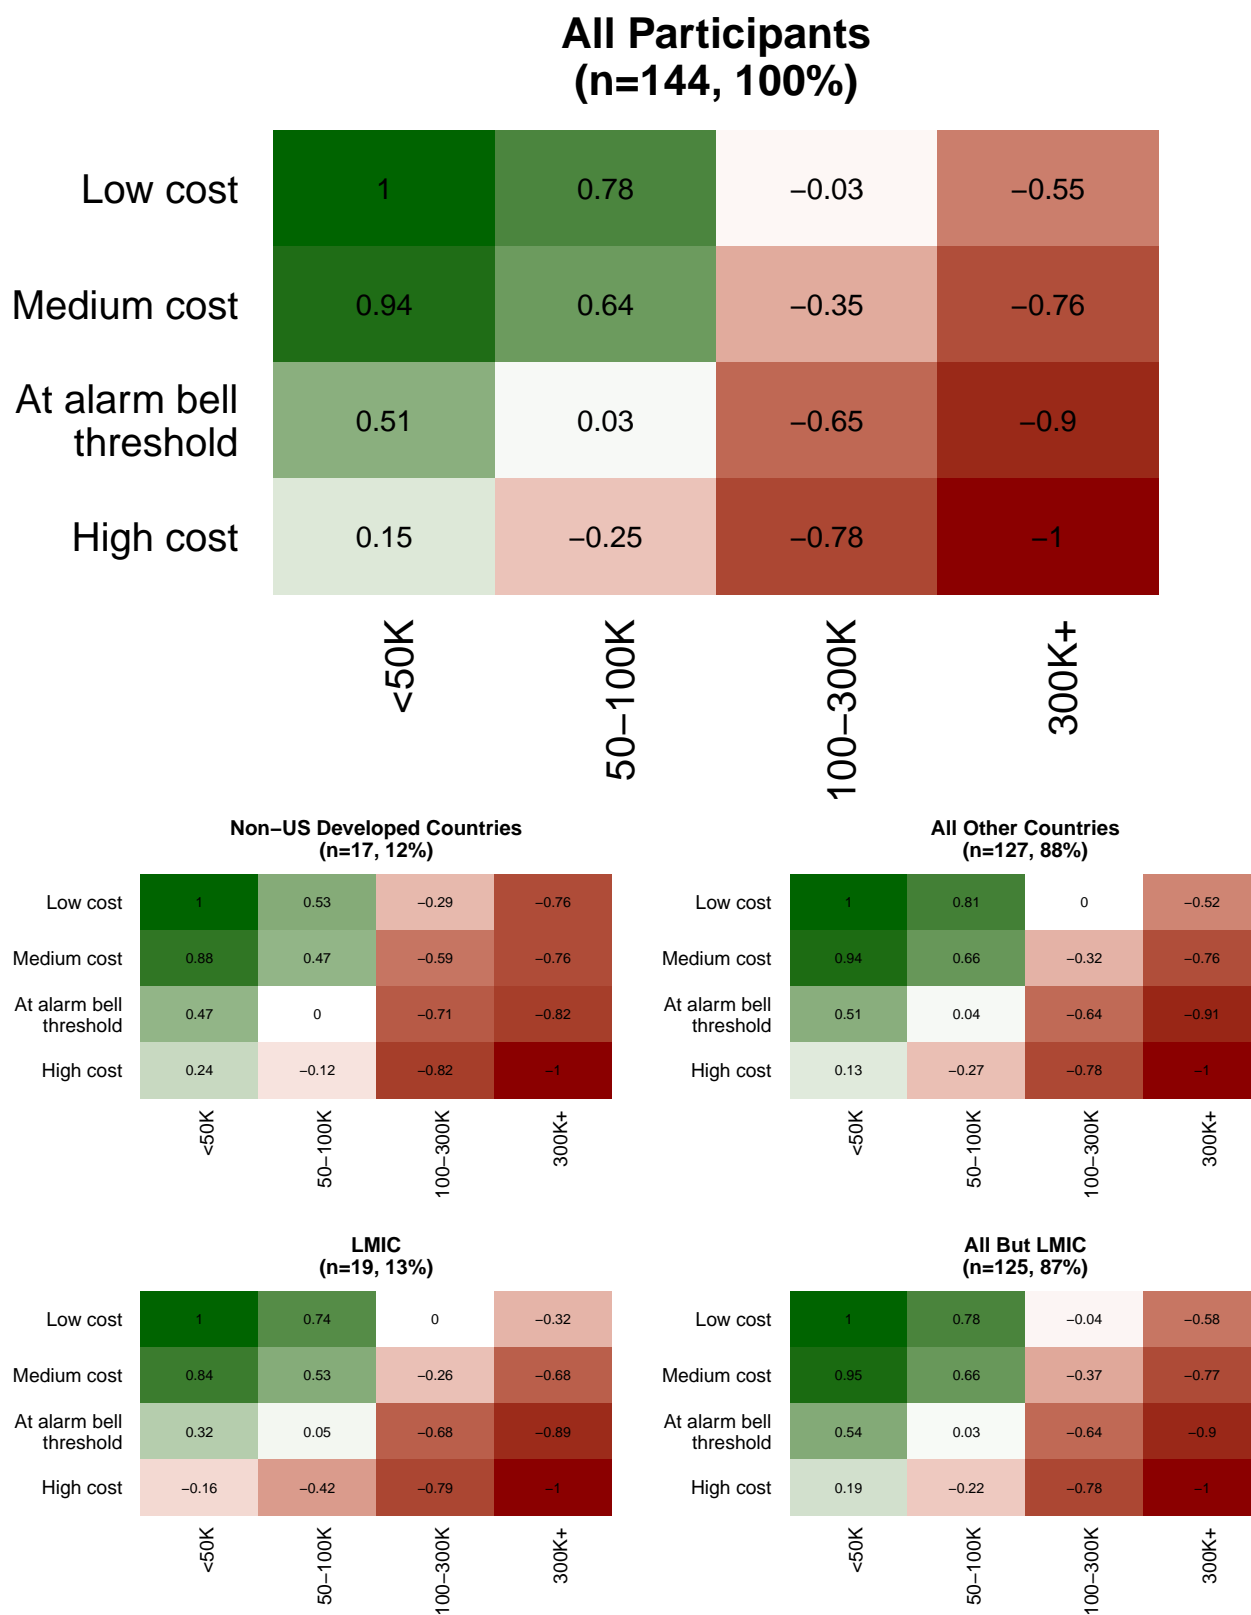 All Participants
(n=144, 100%)
Low cost 1 0.78 −0.03 −0.55
Medium cost 0.94 0.64 −0.35 −0.76
At alarm bell
threshold 0.51 0.03 −0.65 −0.9
High cost 0.15 −0.25 −0.78 −1
<50K 50−100K 100−300K 300K+
Non−US Developed Countries
(n=17, 12%)
Low cost 1 0.53 −0.29 −0.76
Medium cost 0.88 0.47 −0.59 −0.76
At alarm bell
threshold 0.47 0 −0.71 −0.82
High cost 0.24 −0.12 −0.82 −1
<50K 50−100K 100−300K 300K+
All Other Countries
(n=127, 88%)
Low cost 1 0.81 0 −0.52
Medium cost 0.94 0.66 −0.32 −0.76
At alarm bell
threshold 0.51 0.04 −0.64 −0.91
High cost 0.13 −0.27 −0.78 −1
<50K 50−100K 100−300K 300K+
LMIC
(n=19, 13%)
Low cost 1 0.74 0 −0.32
Medium cost 0.84 0.53 −0.26 −0.68
At alarm bell
threshold 0.32 0.05 −0.68 −0.89
High cost −0.16 −0.42 −0.79 −1
<50K 50−100K 100−300K 300K+
All But LMIC
(n=125, 87%)
Low cost 1 0.78 −0.04 −0.58
Medium cost 0.95 0.66 −0.37 −0.77
At alarm bell
threshold 0.54 0.03 −0.64 −0.9
High cost 0.19 −0.22 −0.78 −1
<50K 50−100K 100−300K 300K+